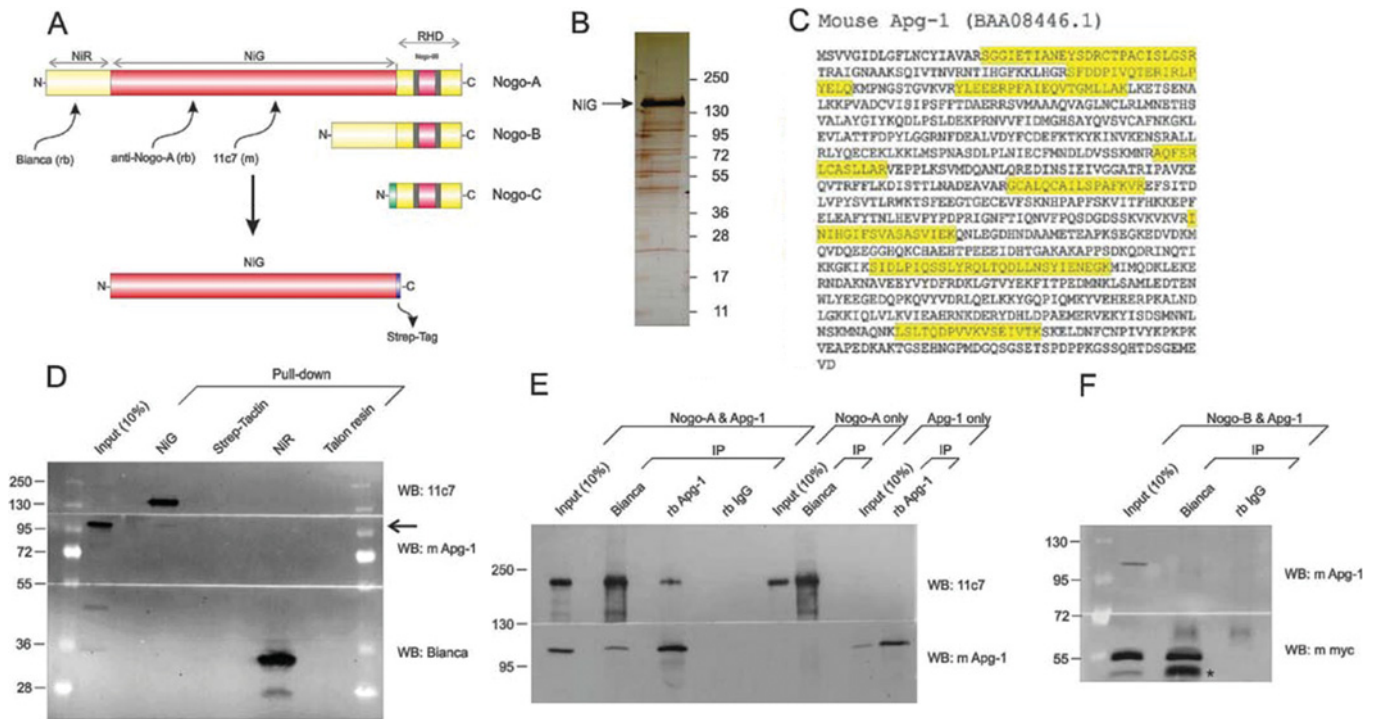 A
NiR
NiG
RHD
Nogo-66
N-
-C
Nogo-A
N-
-C
Nogo-B
Bianca (rb)
anti-Nogo-A (rb)
11c7 (m)
N-
-C
Nogo-C
NiG
N-
-C
Strep-Tag
B
NiG
250
130
95
72
55
36
28
17
11
C Mouse Apg-1 (BAA08446.1)
MSVVGIDLGFLNCYIAVARSGGIETIANEYSDRCTPACISLGSR
TRAIGNAAKSQIVTNVRNTIHGFKKLHGRSFDDPIVQTERIRLP
YELQKMPNGSTGVKVRYLEEERPFAIEQVTGMLLAKLKETSENA
LKKPVADCVISIPSFFTDAERRSVMAAAQVAGLNCLRLMNETHS
VALAYGIYKQDLPSLDEKPRNVVFIDMGHSAYQVSVCAFNKGKL
EVLATTFDPYLGGRNFDEALVDYFCDEFKTKYKINVKENSRALL
RLYQECEKLKKLMSPNASDLPLNIECFMNDLDVSSKMNRAQFER
LCASLLARVEPPLKSVMDQANLQREDINSIEIVGGATRIPAVKE
QVTRFFLKDISTTLNADEAVARGCALQCAILSPAFKVREFSITD
LVPYSVTLRWKTSFEEGTGECEVFSKNHPAPFSKVITFHKKEPF
ELEAFYTNLHEVPYPDPRIGNFTIQNVFPQSDGDSSKVKVKVRI
NIHGIFSVASASVIEKQNLEGDHNDAAMETEAPKSEGKEDVDKM
QVDQEEGGHQKCHAEHTPEEEIDHTGAKAKAPPSDKQDRINQTI
KKGKIKSIDLPIQSSLYRQLTQDLLNSYIENEGKMIMQDKLEKE
RNDAKNAVEEYVYDFRDKLGTVYEKFITPEDMNKLSAMLEDTEN
WLYEEGEDQPKQVYVDRLQELKKYGQPIQMKYVEHEERPKALND
LGKKIQLVLKVIEAHRNKDERYDHLDPAEMERVEKYISDSMNWL
NSKMNAQNKLSLTQDPVVKVSEIVTKSKELDNFCNPIVYKPKPK
VEAPEDKAKTGSEHNGPMDGQSGSETSPDPPKGSSQHTDSGEME
VD
D
Pull-down
Input (10%)
NiG
Strep-Tactin
NiR
Talon resin
250
130
95
72
55
36
28
WB: 11c7
WB: m Apg-1
WB: Bianca
E
Nogo-A & Apg-1
Nogo-A only
Apg-1 only
IP
IP
IP
Input (10%)
Bianca
rb Apg-1
rb IgG
Input (10%)
Bianca
Input (10%)
rb Apg-1
250
130
95
WB: 11c7
WB: m Apg-1
F
Nogo-B & Apg-1
IP
Input (10%)
Bianca
rb IgG
130
95
72
55
WB: m Apg-1
WB: m myc
*